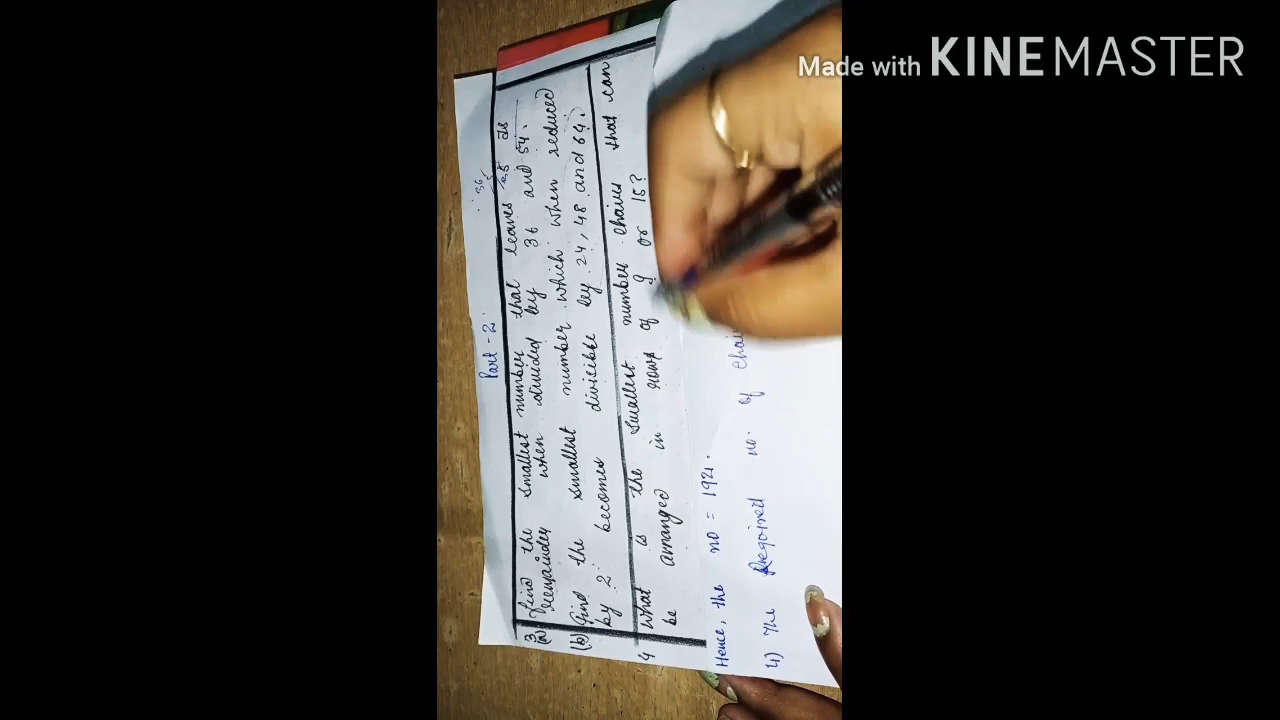 Made with KINEMASTER
Part - 2
36
5
3 find the smallest number that leaves 5 as
(a) remainder when divided by 36 and 54.
(b) find the smallest number which when reduced
by 2 becomes divisible by 24, 48 and 64.
4 What is the smallest number chairs that can
be arranged in rows of 9 or 15?
Hence, the no = 194.
4) The Required no. of chai